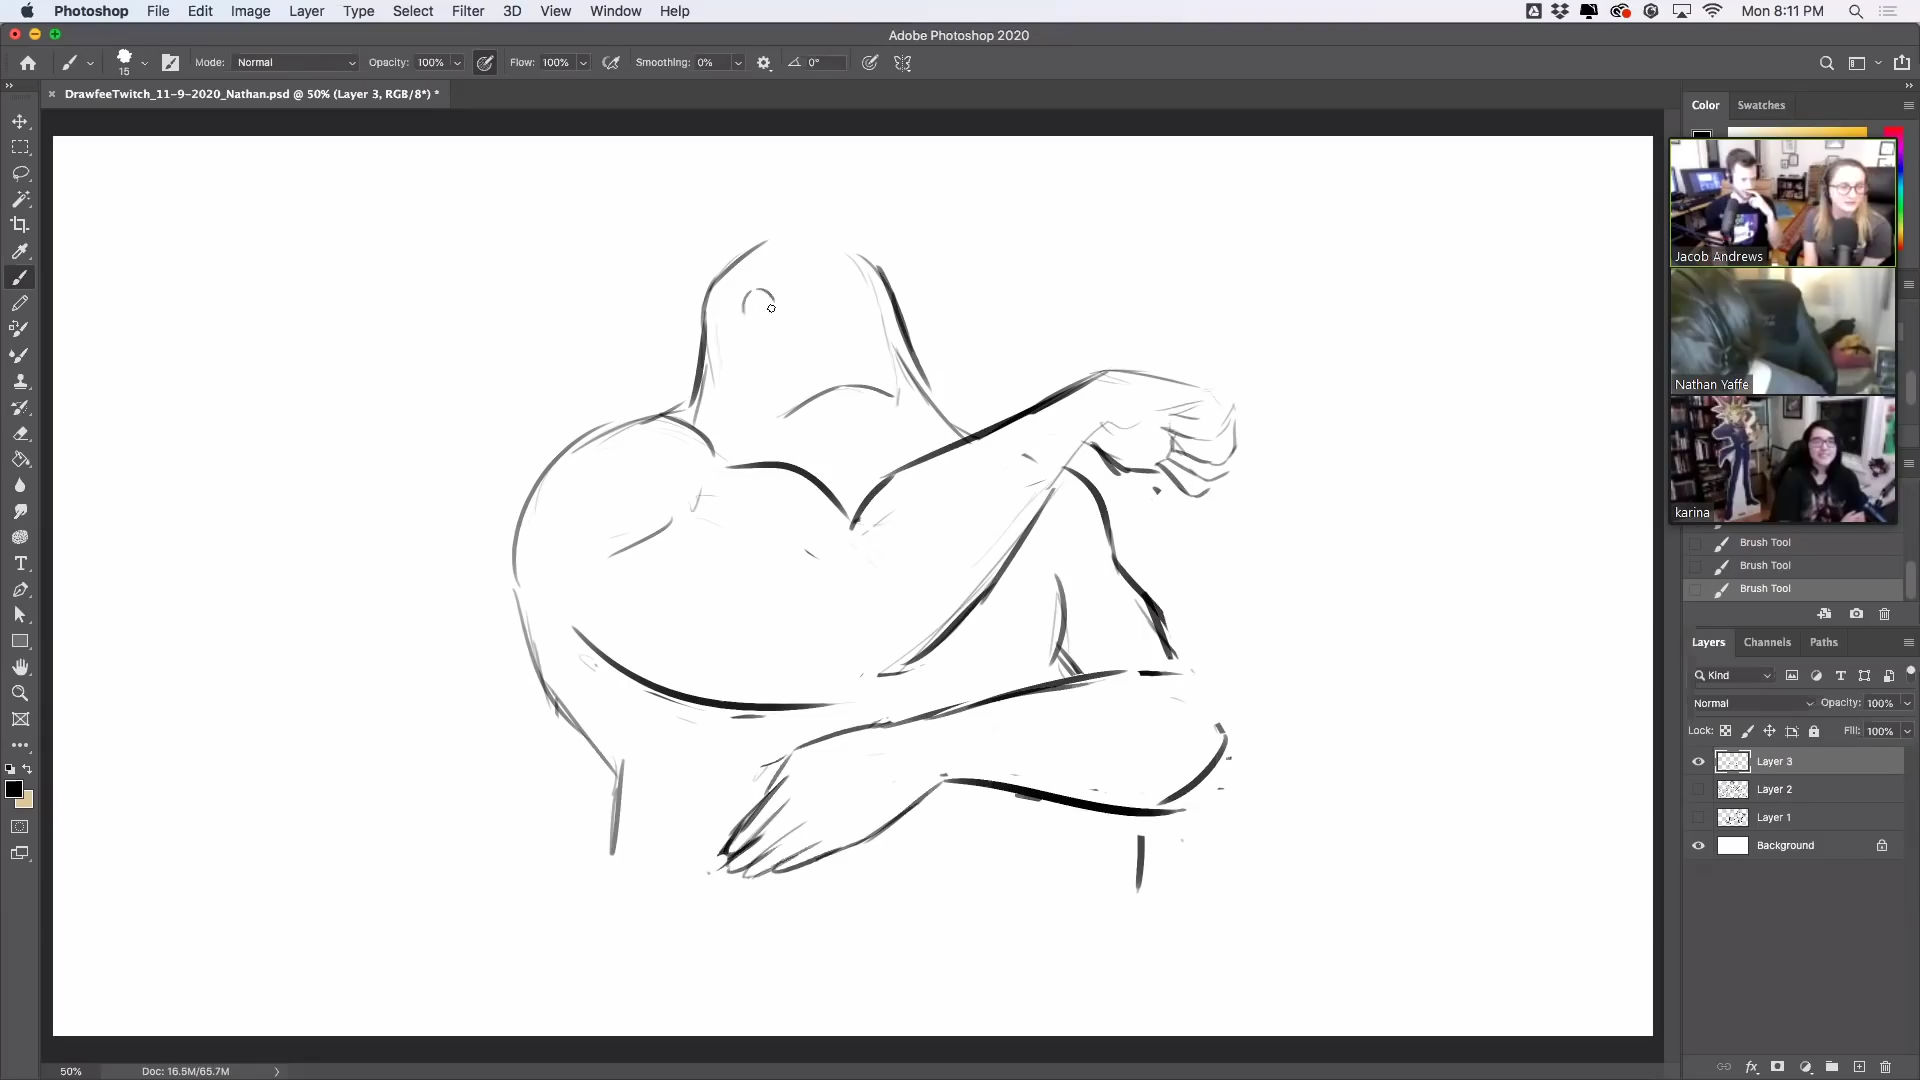 Photoshop File Edit Image Layer Type Select Filter 3D View Window Help Mon 8:11 PM
Adobe Photoshop 2020
15 Mode: Normal Opacity: 100% Flow: 100% Smoothing: 0% 0°
× DrawfeeTwitch_11-9-2020_Nathan.psd @ 50% (Layer 3, RGB/8*) *
Color Swatches
Jacob Andrews
Nathan Yaffe
karina
Brush Tool
Brush Tool
Brush Tool
Layers Channels Paths
Kind
Normal Opacity: 100%
Lock: Fill: 100%
Layer 3
Layer 2
Layer 1
Background
50% Doc: 16.5M/65.7M